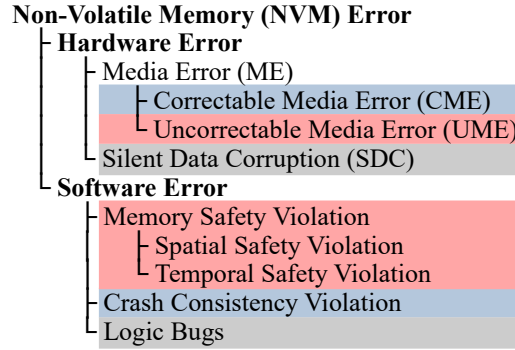 Non-Volatile Memory (NVM) Error
Hardware Error
Media Error (ME)
Correctable Media Error (CME)
Uncorrectable Media Error (UME)
Silent Data Corruption (SDC)
Software Error
Memory Safety Violation
Spatial Safety Violation
Temporal Safety Violation
Crash Consistency Violation
Logic Bugs